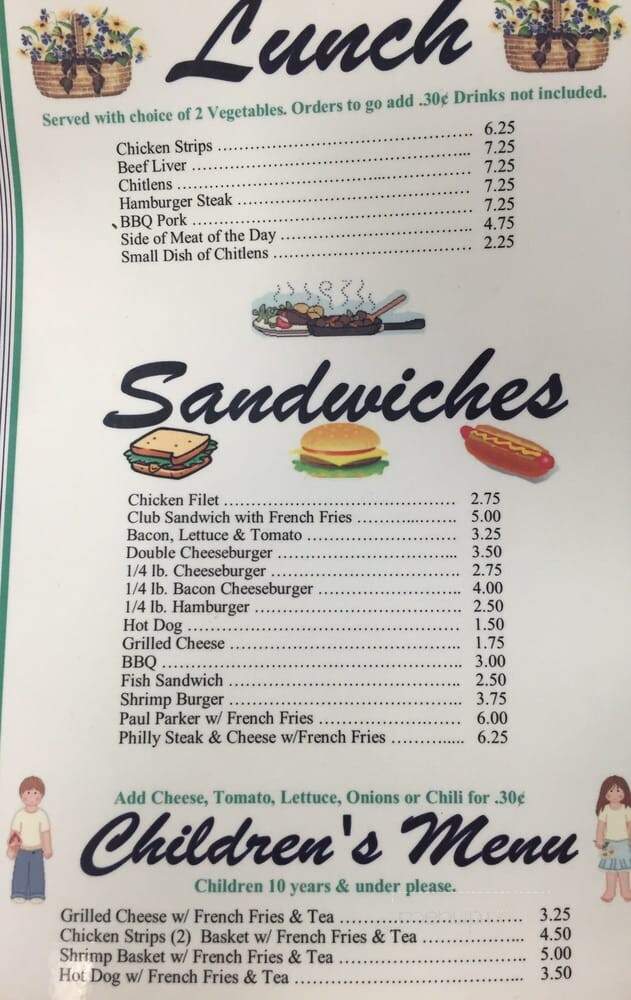 Lunch
Served with choice of 2 Vegetables. Orders to go add .30¢ Drinks not included.
Chicken Strips 6.25
Beef Liver 7.25
Chitlens 7.25
Hamburger Steak 7.25
BBQ Pork 7.25
Side of Meat of the Day 4.75
Small Dish of Chitlens 2.25
Sandwiches
Chicken Filet 2.75
Club Sandwich with French Fries 5.00
Bacon, Lettuce & Tomato 3.25
Double Cheeseburger 3.50
1/4 lb. Cheeseburger 2.75
1/4 lb. Bacon Cheeseburger 4.00
1/4 lb. Hamburger 2.50
Hot Dog 1.50
Grilled Cheese 1.75
BBQ 3.00
Fish Sandwich 2.50
Shrimp Burger 3.75
Paul Parker w/ French Fries 6.00
Philly Steak & Cheese w/French Fries 6.25
Add Cheese, Tomato, Lettuce, Onions or Chili for .30¢
Children's Menu
Children 10 years & under please.
Grilled Cheese w/ French Fries & Tea 3.25
Chicken Strips (2) Basket w/ French Fries & Tea 4.50
Shrimp Basket w/ French Fries & Tea 5.00
Hot Dog w/ French Fries & Tea 3.50